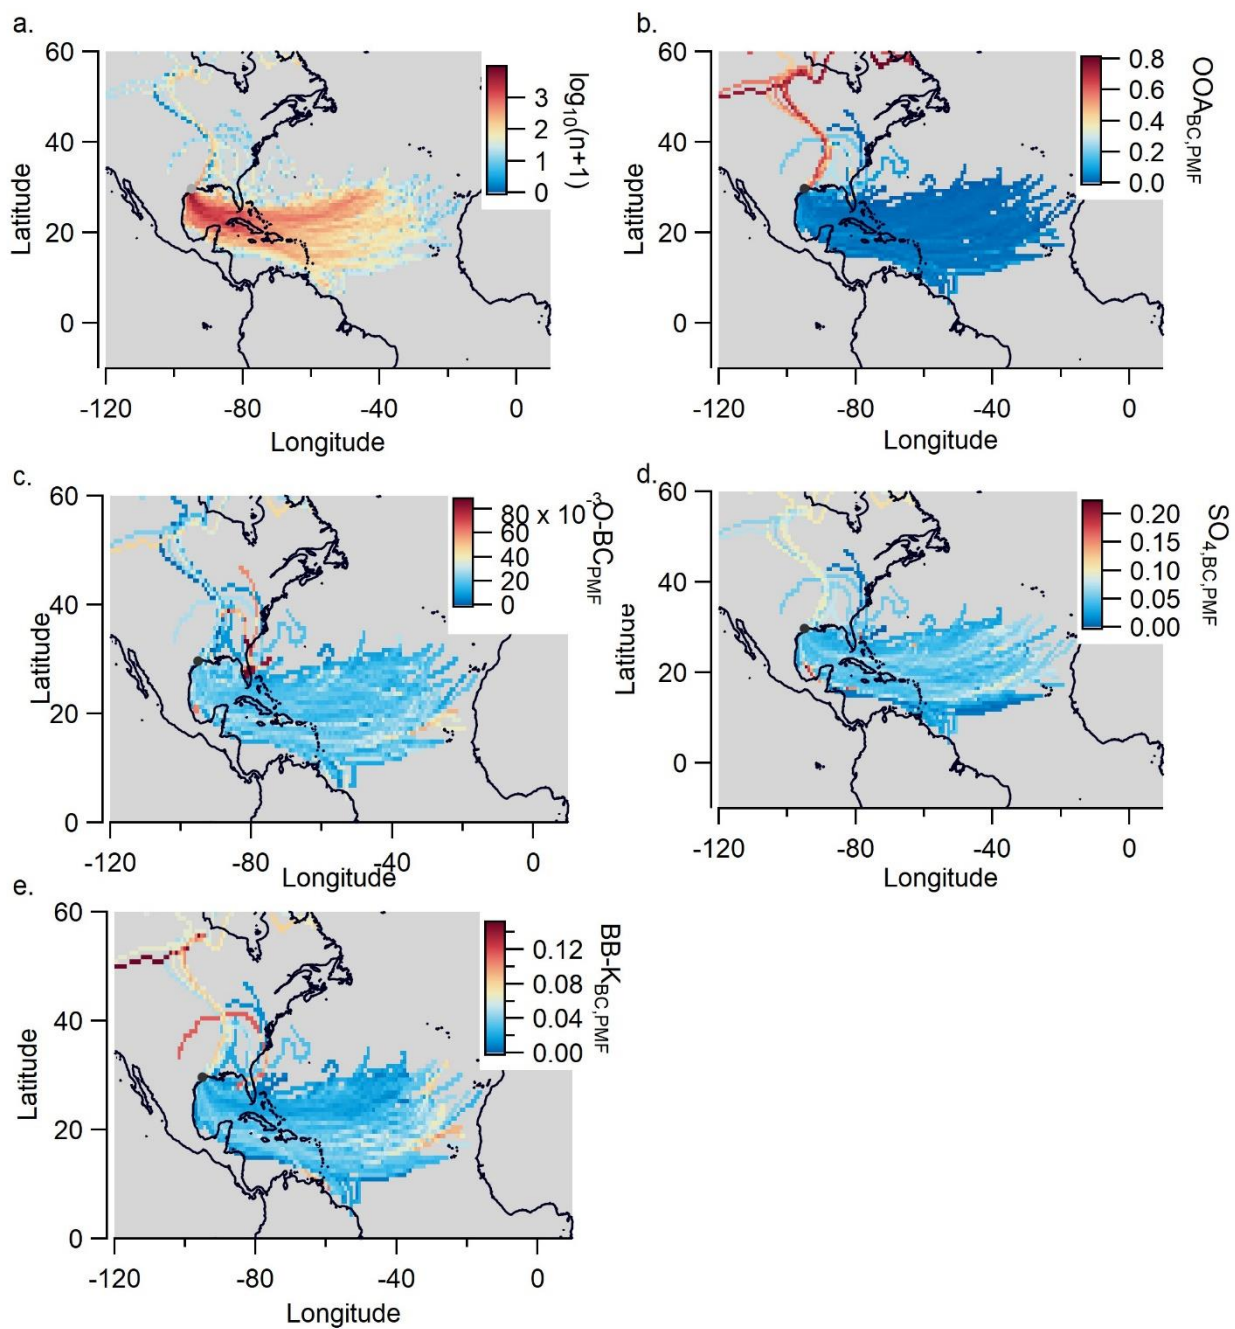 a.
60
40
20
0
Latitude
-120
-80
-40
0
Longitude
3
2
1
0
log10(n+1)
b.
60
40
20
0
Latitude
-120
-80
-40
0
Longitude
0.8
0.6
0.4
0.2
0.0
OOABC,PMF
c.
60
40
20
0
Latitude
-120
-80
-40
0
Longitude
80 x 10-3
60
40
20
0
O-BCPMF
d.
60
40
20
0
Latitude
-120
-80
-40
0
Longitude
0.20
0.15
0.10
0.05
0.00
SO4,BC,PMF
e.
60
40
20
0
Latitude
-120
-80
-40
0
Longitude
0.12
0.08
0.04
0.00
BB-KBC,PMF